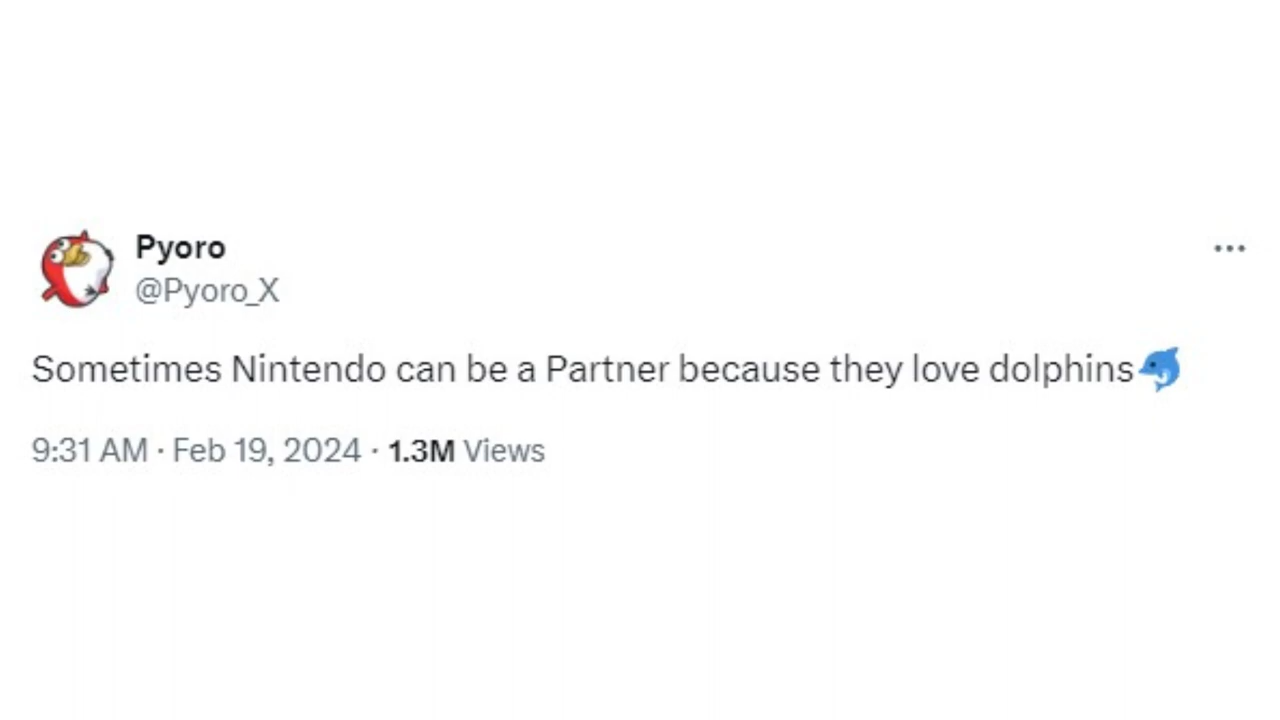 Pyoro
@Pyoro_X
Sometimes Nintendo can be a Partner because they love dolphins🐬
9:31 AM · Feb 19, 2024 · 1.3M Views